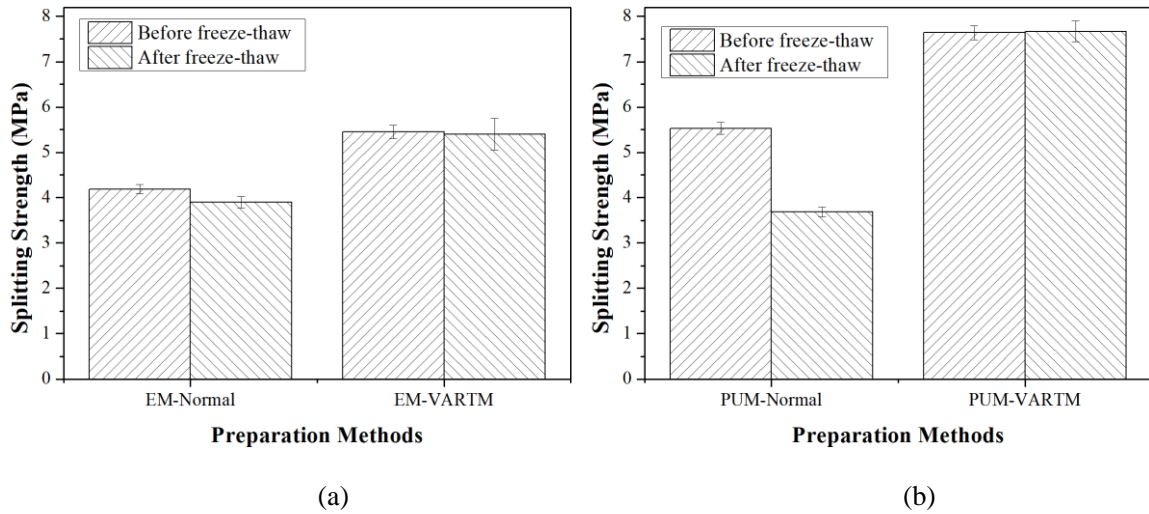 Before freeze-thaw
After freeze-thaw
Splitting Strength (MPa)
8
7
6
5
4
3
2
1
0
EM-Normal EM-VARTM
Preparation Methods
(a)
Before freeze-thaw
After freeze-thaw
Splitting Strength (MPa)
8
7
6
5
4
3
2
1
0
PUM-Normal PUM-VARTM
Preparation Methods
(b)